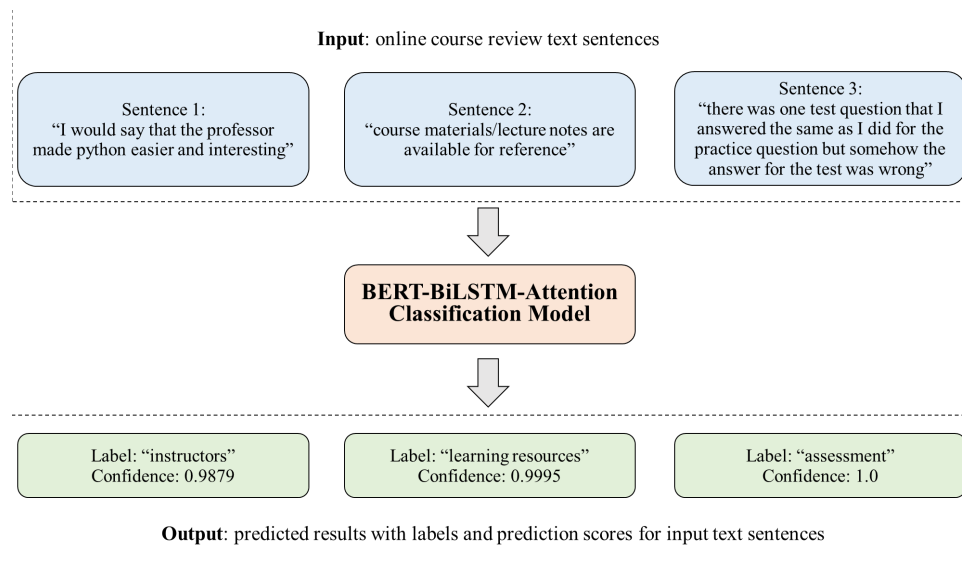 Input: online course review text sentences
Sentence 1:
“I would say that the professor
made python easier and interesting”
Sentence 2:
“course materials/lecture notes are
available for reference”
Sentence 3:
“there was one test question that I
answered the same as I did for the
practice question but somehow the
answer for the test was wrong”
BERT-BiLSTM-Attention
Classification Model
Label: “instructors”
Confidence: 0.9879
Label: “learning resources”
Confidence: 0.9995
Label: “assessment”
Confidence: 1.0
Output: predicted results with labels and prediction scores for input text sentences